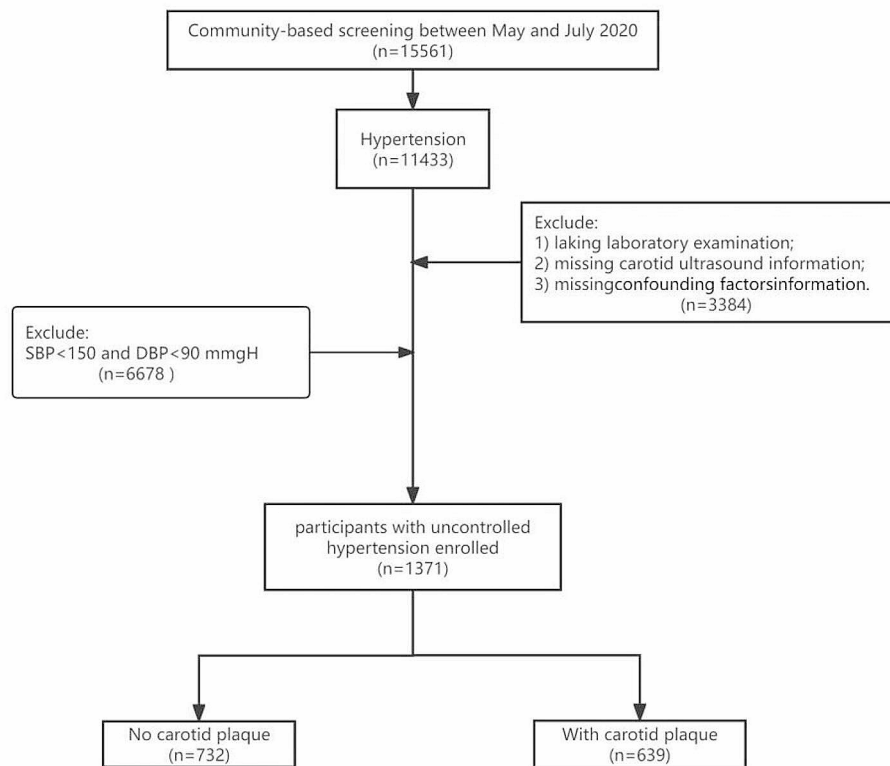 Community-based screening between May and July 2020
(n=15561)
Hypertension
(n=11433)
Exclude:
1) laking laboratory examination;
2) missing carotid ultrasound information;
3) missingconfounding factorsinformation.
(n=3384)
Exclude:
SBP<150 and DBP<90 mmgH
(n=6678 )
participants with uncontrolled
hypertension enrolled
(n=1371)
No carotid plaque
(n=732)
With carotid plaque
(n=639)